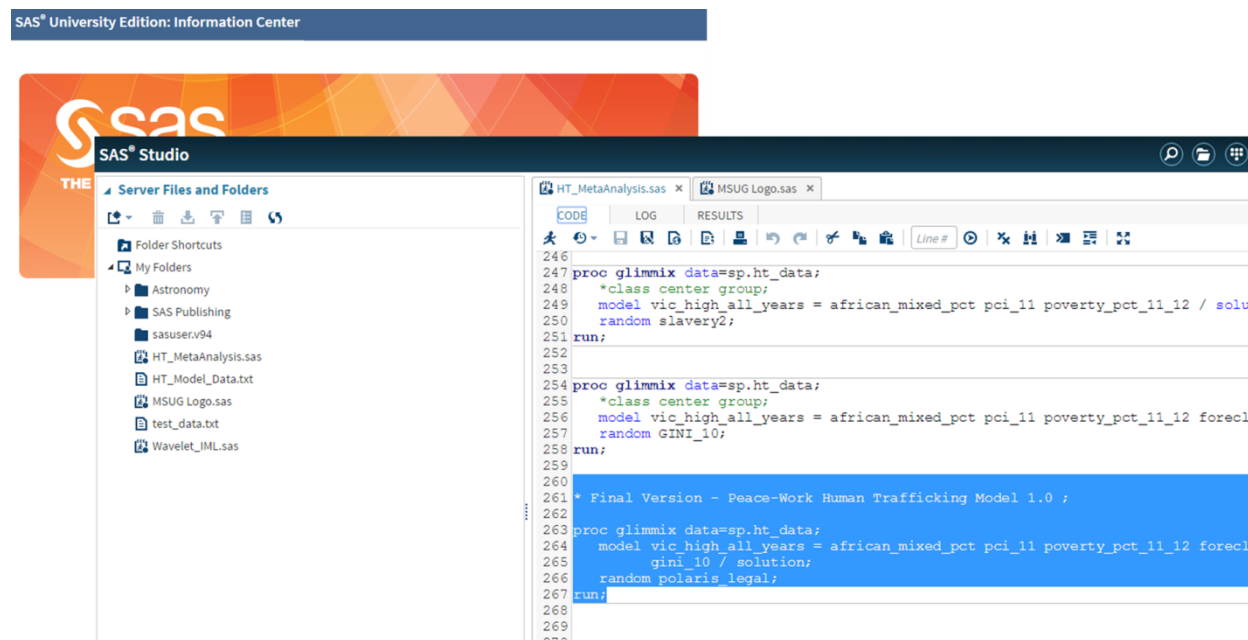 SAS® University Edition: Information Center
sas
THE
SAS® Studio
Server Files and Folders
Folder Shortcuts
My Folders
Astronomy
SAS Publishing
sasuser.v94
HT_MetaAnalysis.sas
HT_Model_Data.txt
MSUG Logo.sas
test_data.txt
Wavelet_IML.sas
HT_MetaAnalysis.sas × MSUG Logo.sas ×
CODE LOG RESULTS
Line #
246
247 proc glimmix data=sp.ht_data;
248 *class center group;
249 model vic_high_all_years = african_mixed_pct pci_11 poverty_pct_11_12 / solu
250 random slavery2;
251 run;
252
253
254 proc glimmix data=sp.ht_data;
255 *class center group;
256 model vic_high_all_years = african_mixed_pct pci_11 poverty_pct_11_12 forecl
257 random GINI_10;
258 run;
259
260
261 * Final Version - Peace-Work Human Trafficking Model 1.0 ;
262
263 proc glimmix data=sp.ht_data;
264 model vic_high_all_years = african_mixed_pct pci_11 poverty_pct_11_12 forecl
265 gini_10 / solution;
266 random polaris_legal;
267 run;
268
269